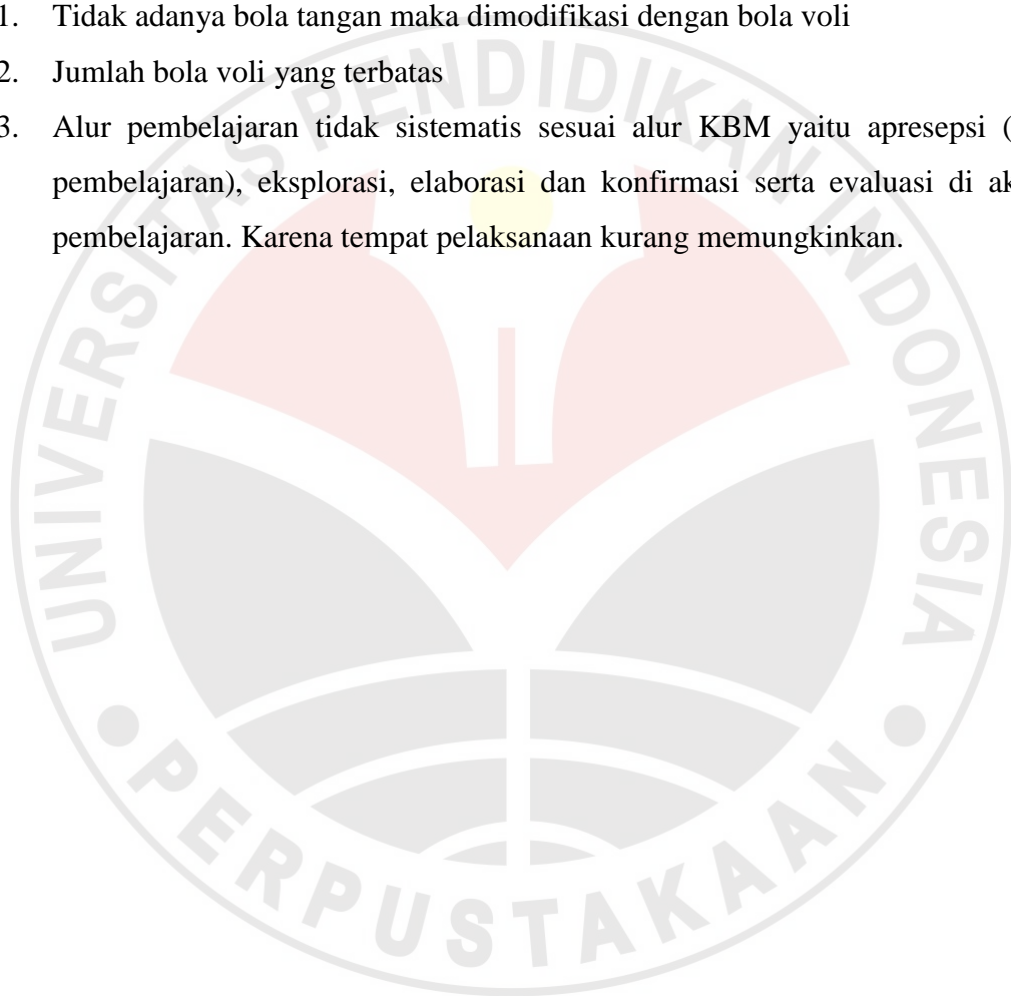 1. Tidak adanya bola tangan maka dimodifikasi dengan bola voli
2. Jumlah bola voli yang terbatas
3. Alur pembelajaran tidak sistematis sesuai alur KBM yaitu apresepsi (
pembelajaran), eksplorasi, elaborasi dan konfirmasi serta evaluasi di
pembelajaran. Karena tempat pelaksanaan kurang memungkinkan.
UNIVERSITAS PENDIDIKAN INDONESIA
PERPUSTAKAAN